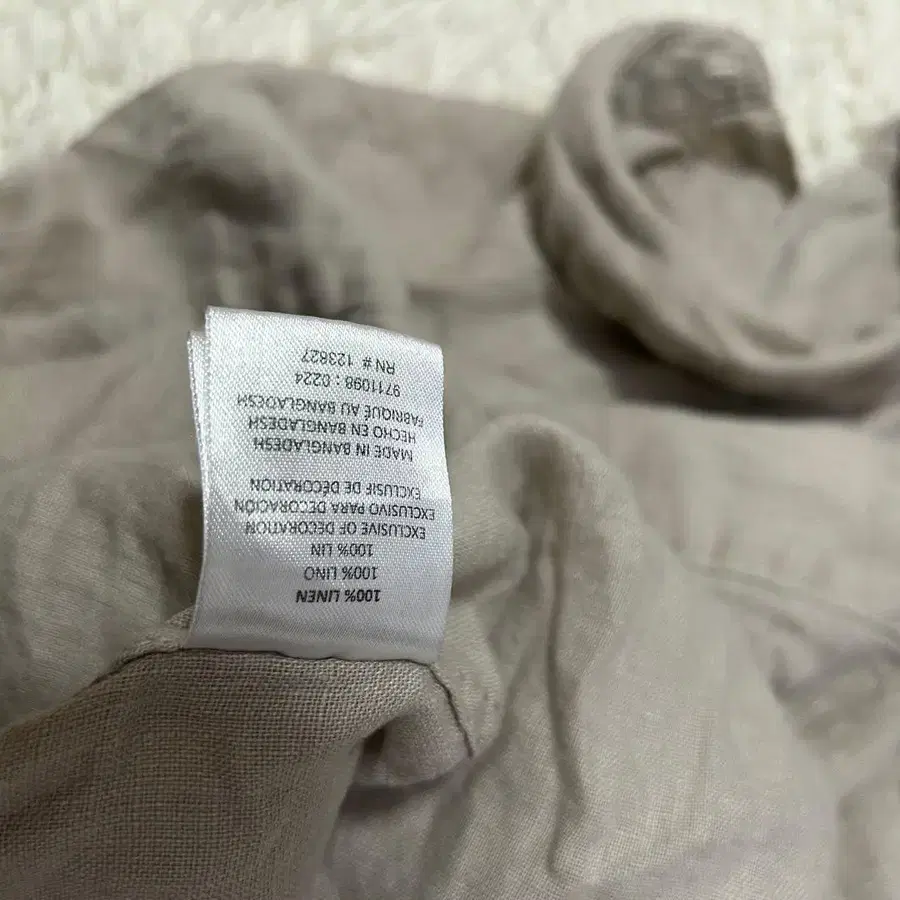 100% LINEN
100% LINO
100% LIN
EXCLUSIVE OF DECORATION
EXCLUSIVO PARA DECORACIÓN
EXCLUSIF DE DÉCORATION
MADE IN BANGLADESH
HECHO EN BANGLADESH
FABRIQUÉ AU BANGLADESH
9711098 : 0224
RN # 123827